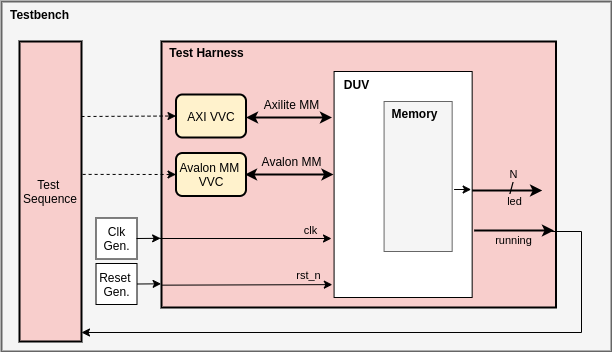 Testbench
Test
Sequence
Test Harness
AXI VVC
Axilite MM
Avalon MM
VVC
Avalon MM
DUV
Memory
N
/
led
running
Clk
Gen.
clk
Reset
Gen.
rst_n